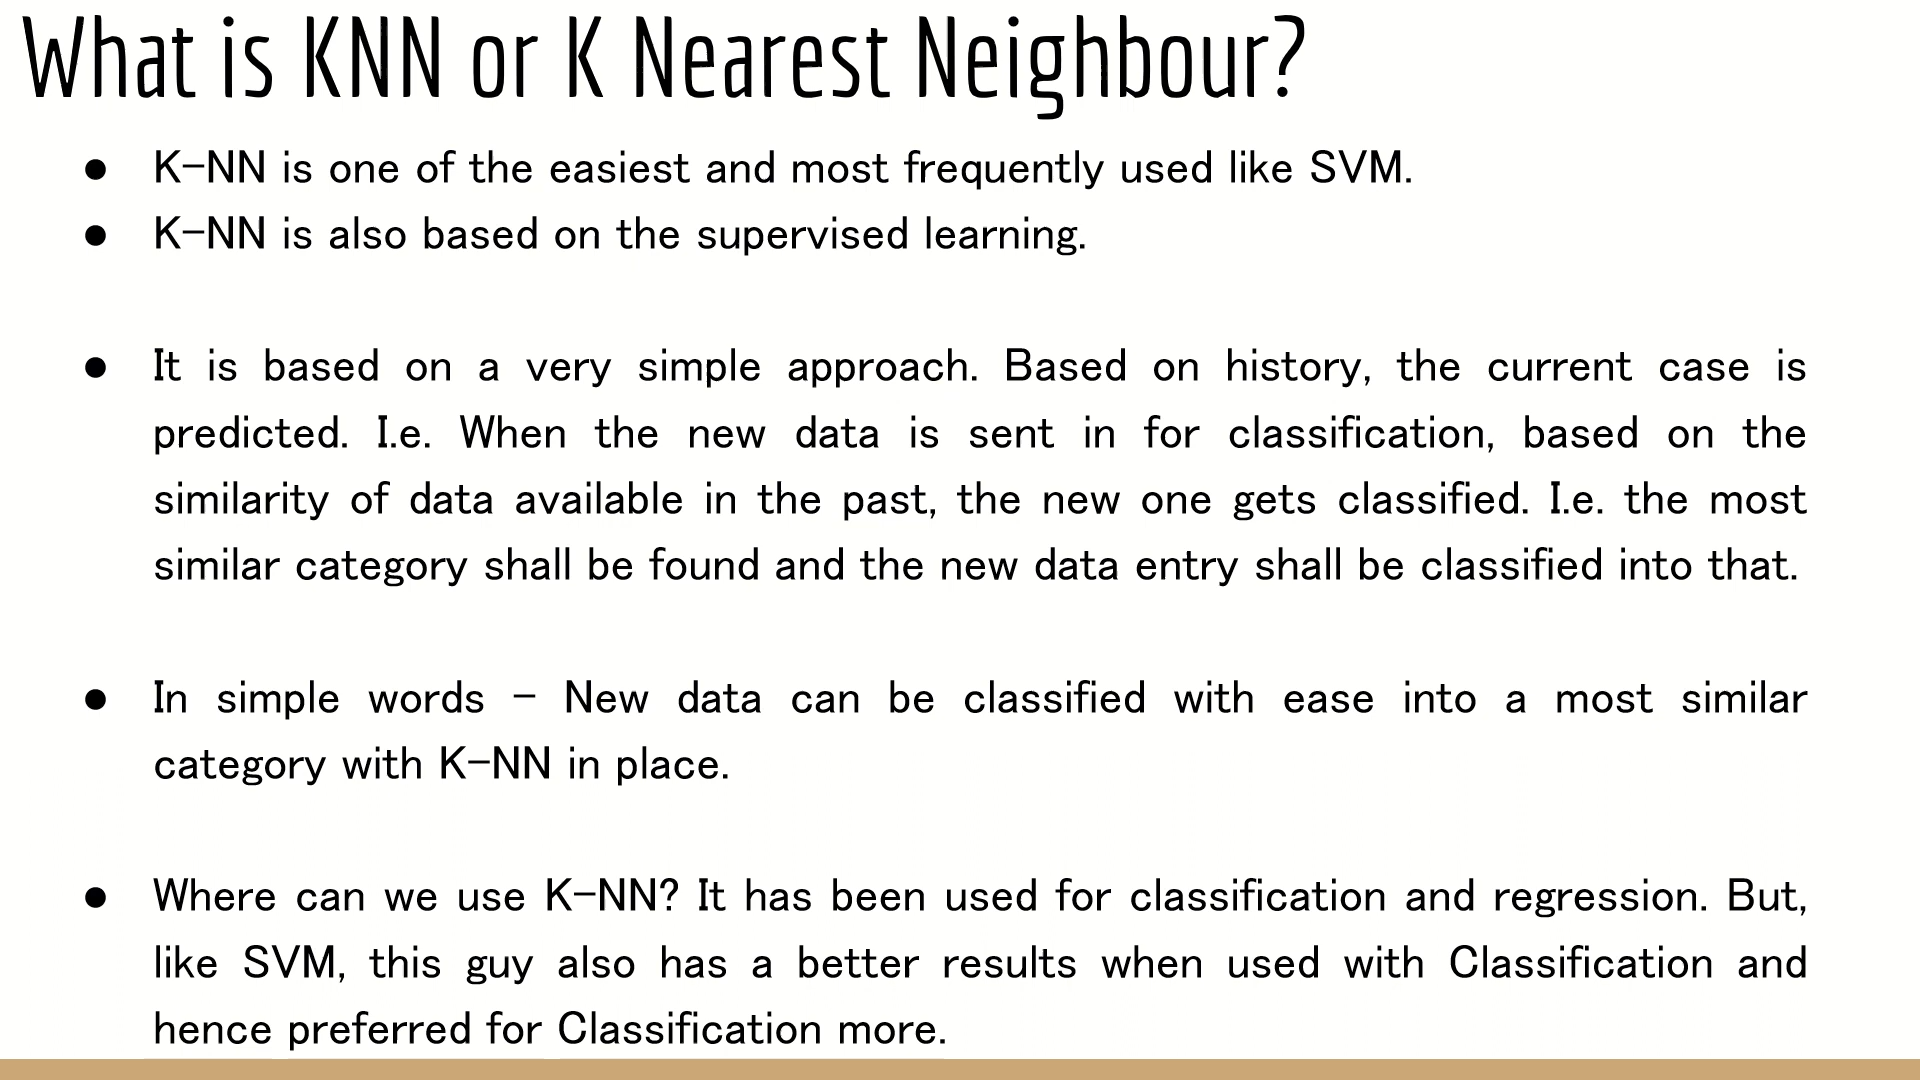 What is KNN or K Nearest Neighbour?
● K-NN is one of the easiest and most frequently used like SVM.
● K-NN is also based on the supervised learning.
● It is based on a very simple approach. Based on history, the current case is
predicted. I.e. When the new data is sent in for classification, based on the
similarity of data available in the past, the new one gets classified. I.e. the most
similar category shall be found and the new data entry shall be classified into that.
● In simple words - New data can be classified with ease into a most similar
category with K-NN in place.
● Where can we use K-NN? It has been used for classification and regression. But,
like SVM, this guy also has a better results when used with Classification and
hence preferred for Classification more.